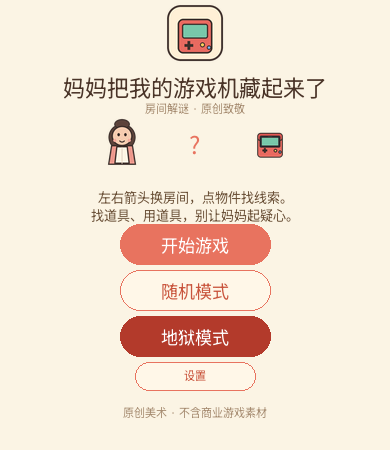 妈妈把我的游戏机藏起来了
房间解谜 · 原创致敬
?
左右箭头换房间，点物件找线索。
找道具、用道具，别让妈妈起疑心。
开始游戏
随机模式
地狱模式
设置
原创美术 · 不含商业游戏素材